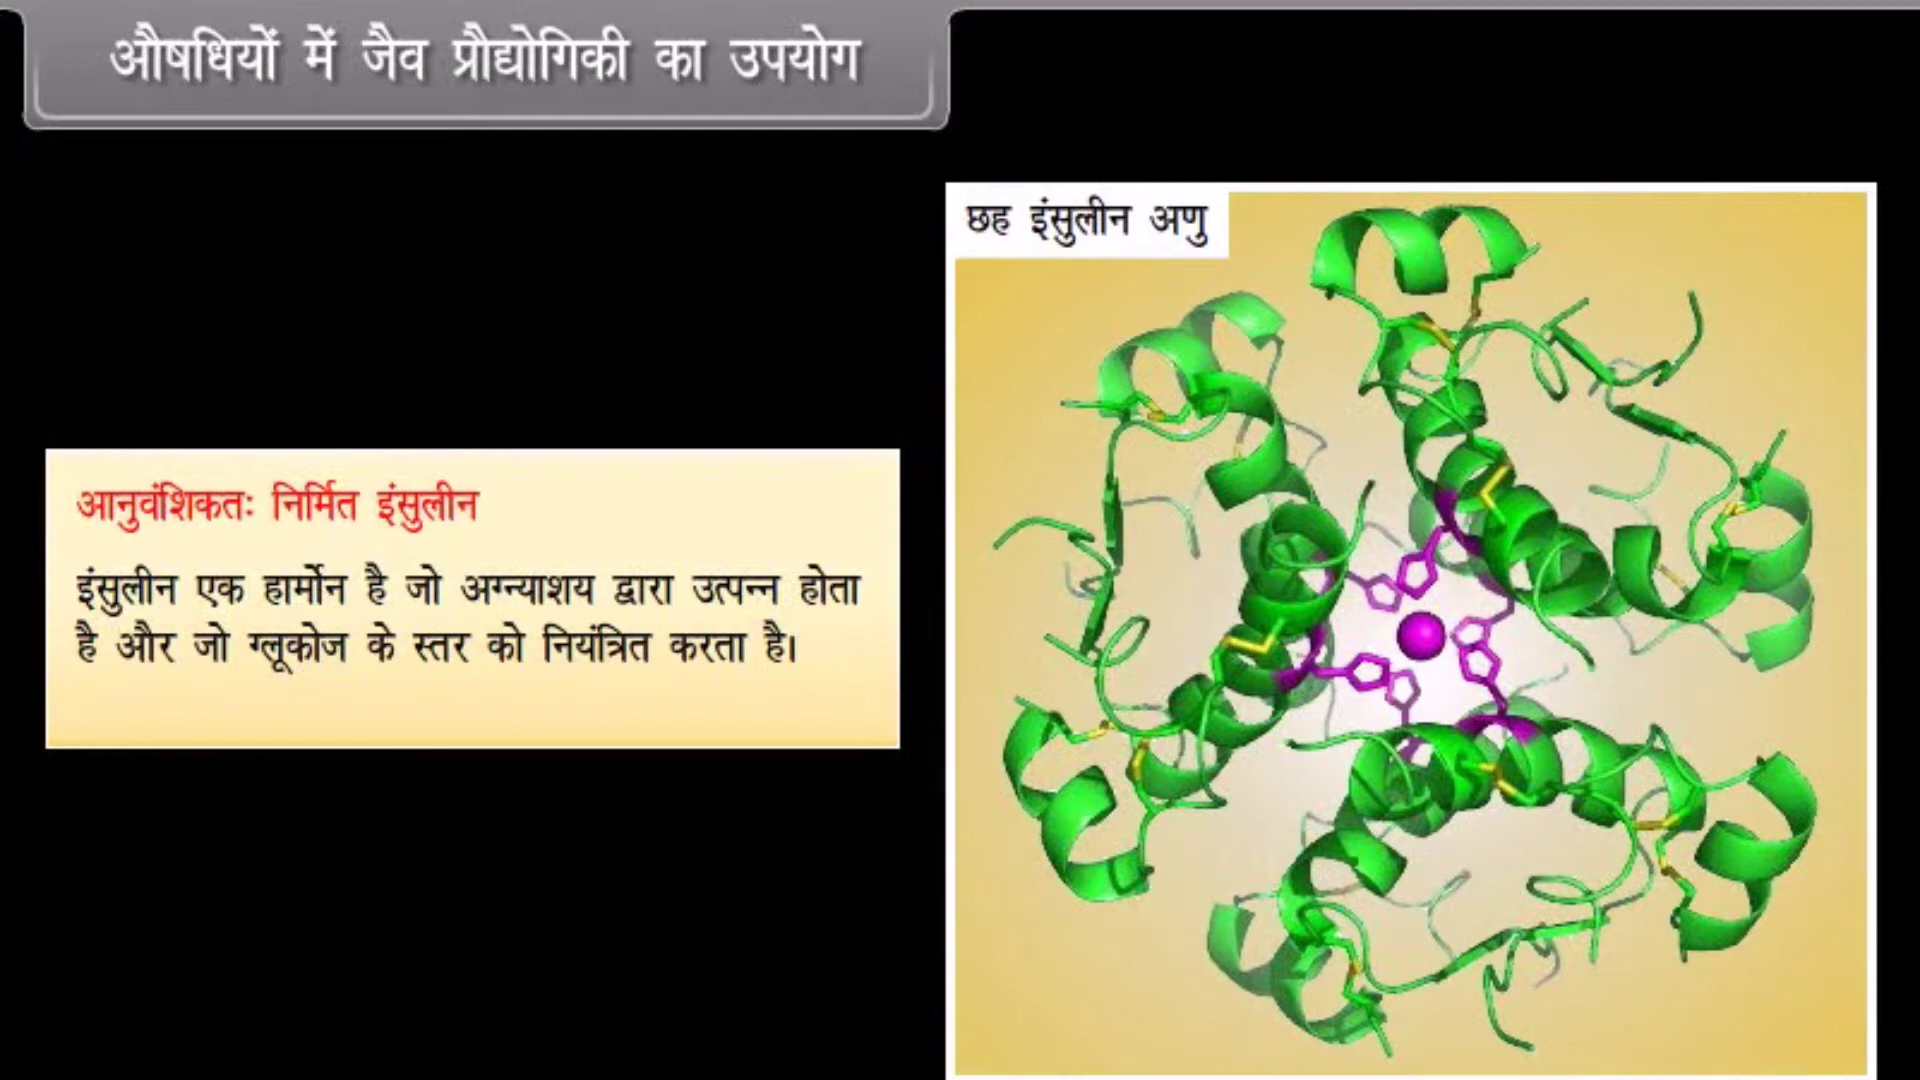 औषधियों में जैव प्रौद्योगिकी का उपयोग
छह इंसुलीन अणु
आनुवंशिकतः निर्मित इंसुलीन
इंसुलीन एक हार्मोन है जो अग्न्याशय द्वारा उत्पन्न होता
है और जो ग्लूकोज के स्तर को नियंत्रित करता है।